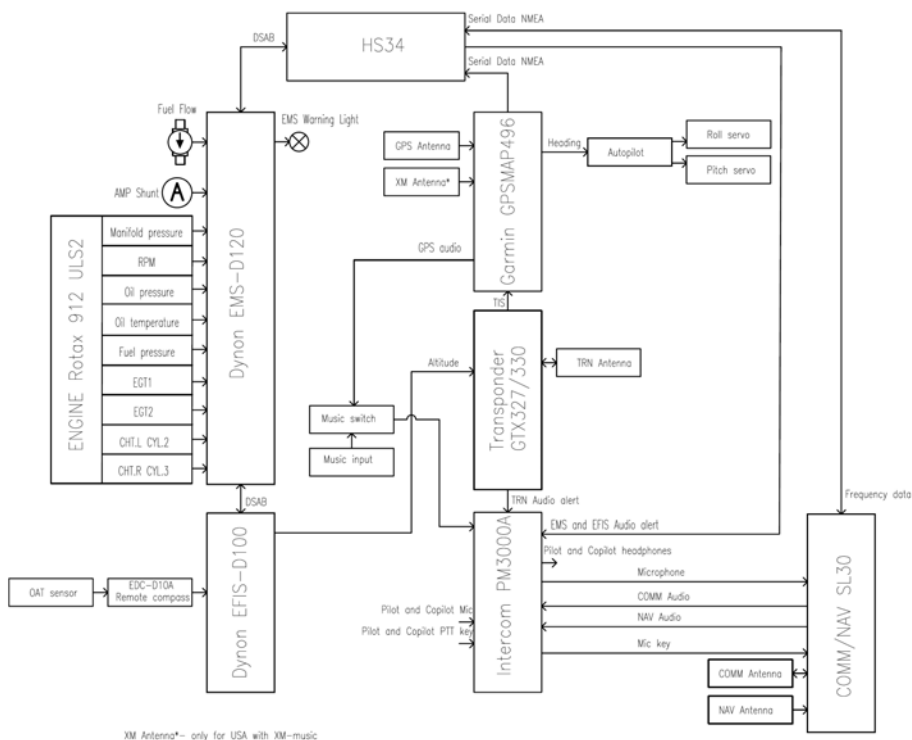 Serial Data NMEA
HS34
DSAB
Serial Data NMEA
Fuel Flow
EMS Warning Light
GPS Antenna
XM Antenna*
Garmin GPSMAP496
Heading
Autopilot
Roll servo
Pitch servo
AMP Shunt
ENGINE Rotax 912 ULS2
Manifold pressure
RPM
Oil pressure
Oil temperature
Fuel pressure
EGT1
EGT2
CHT.L CYL.2
CHT.R CYL.3
Dynon EMS-D120
GPS audio
TIS
Altitude
Transponder
GTX327/330
TRN Antenna
Music switch
Music input
DSAB
TRN Audio alert
Frequency data
Dynon EFIS-D100
OAT sensor
EDC-D10A
Remote compass
Intercom PM3000A
EMS and EFIS Audio alert
Pilot and Copilot headphones
Microphone
COMM Audio
NAV Audio
Mic key
Pilot and Copilot Mic
Pilot and Copilot PTT key
COMM/NAV SL30
COMM Antenna
NAV Antenna
XM Antenna*- only for USA with XM-music